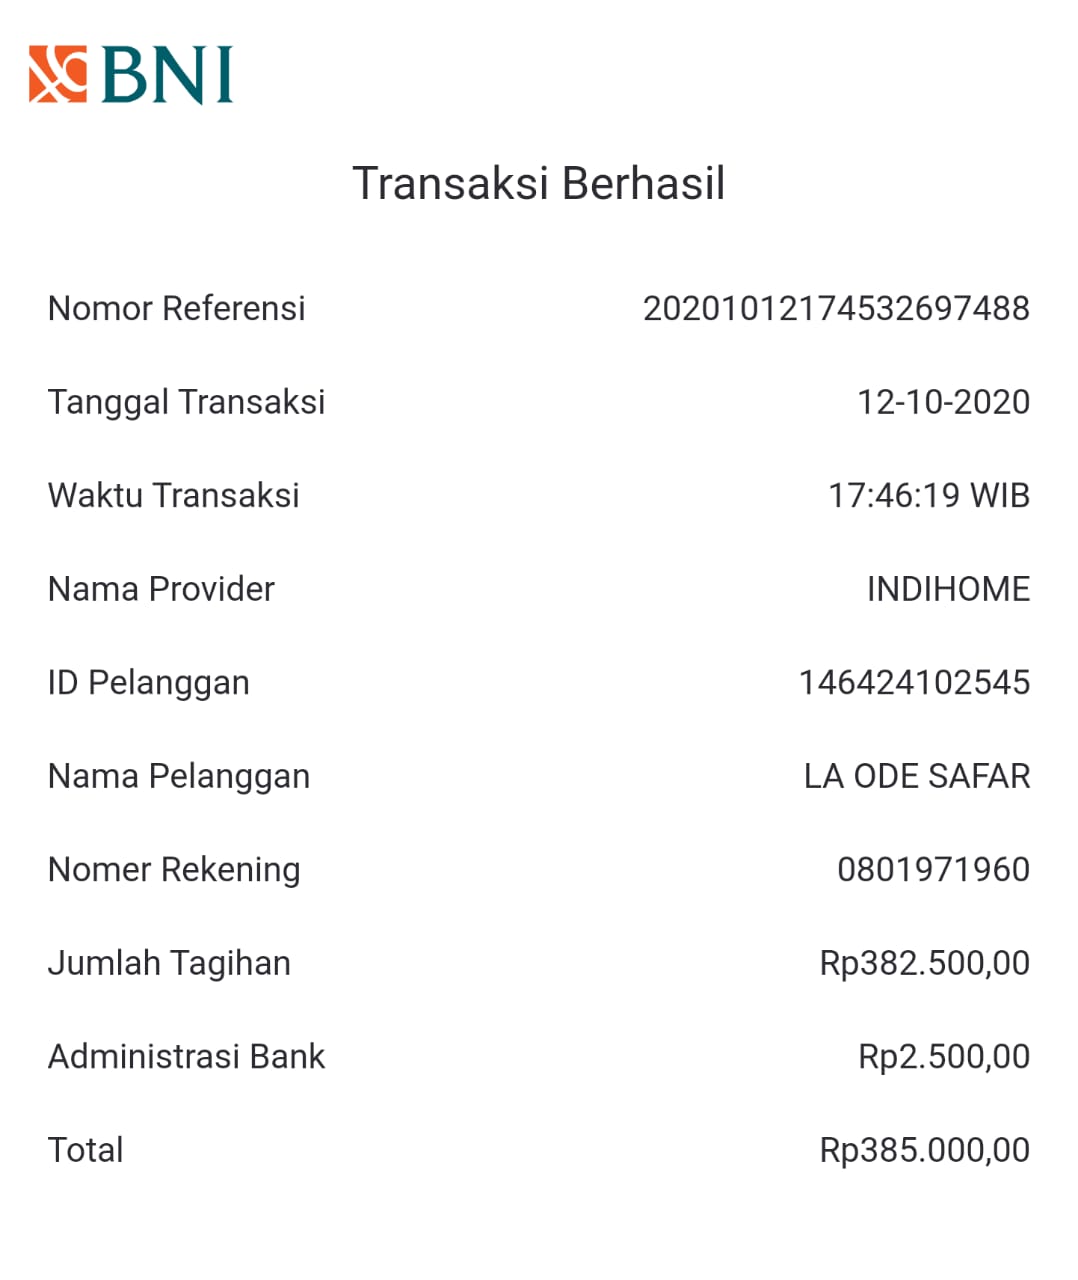 BNI
Transaksi Berhasil
Nomor Referensi 20201012174532697488
Tanggal Transaksi 12-10-2020
Waktu Transaksi 17:46:19 WIB
Nama Provider INDIHOME
ID Pelanggan 146424102545
Nama Pelanggan LA ODE SAFAR
Nomer Rekening 0801971960
Jumlah Tagihan Rp382.500,00
Administrasi Bank Rp2.500,00
Total Rp385.000,00